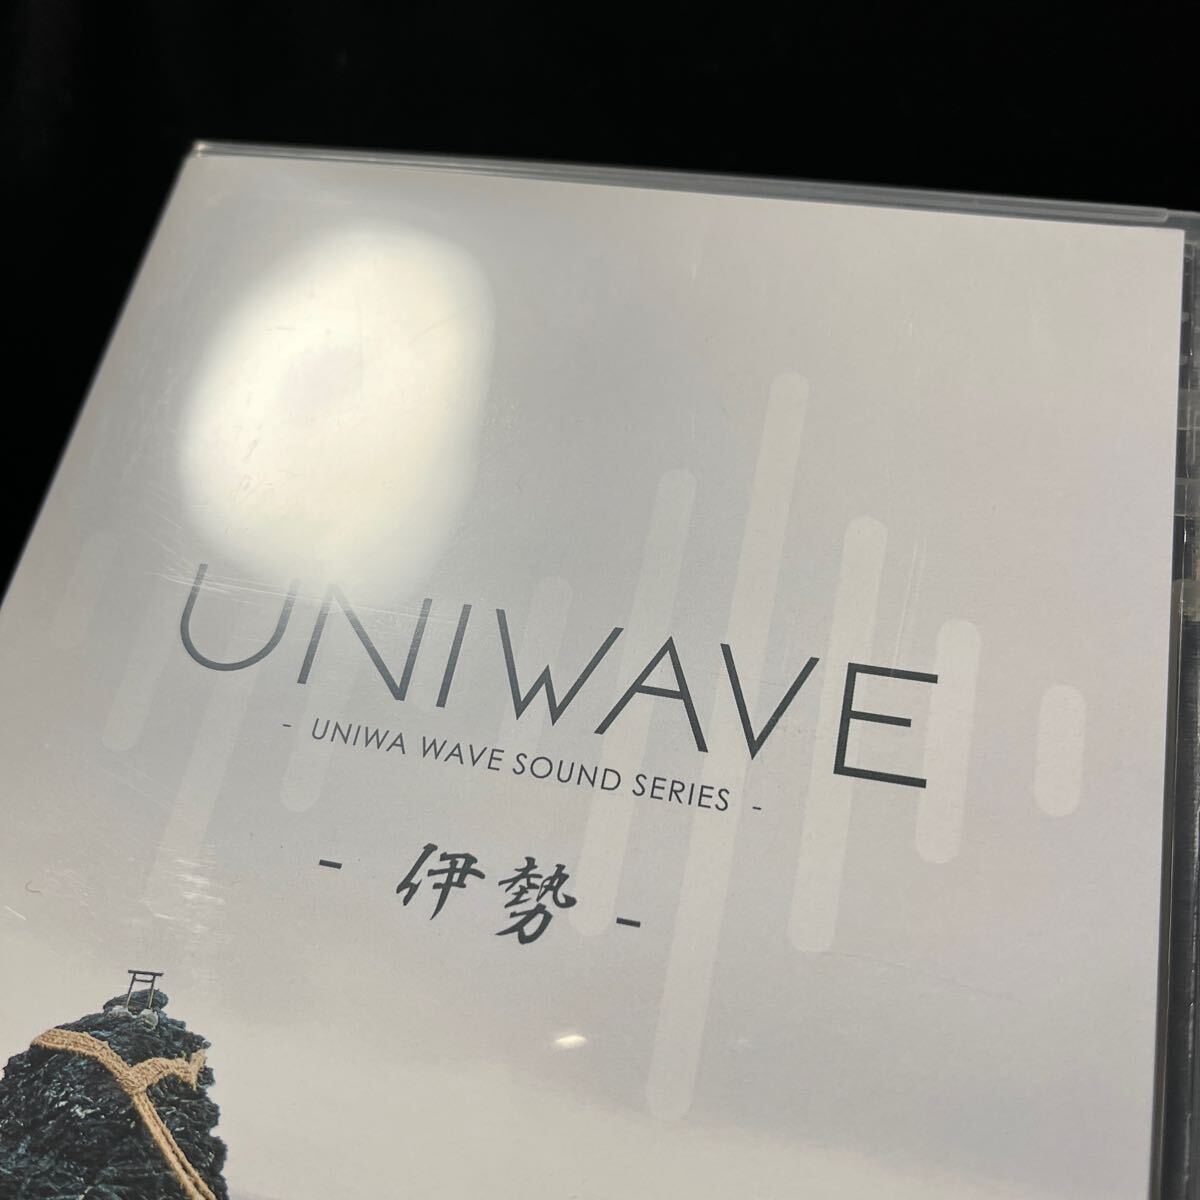 UNIWAVE
- UNIWA WAVE SOUND SERIES -
- 伊勢 -